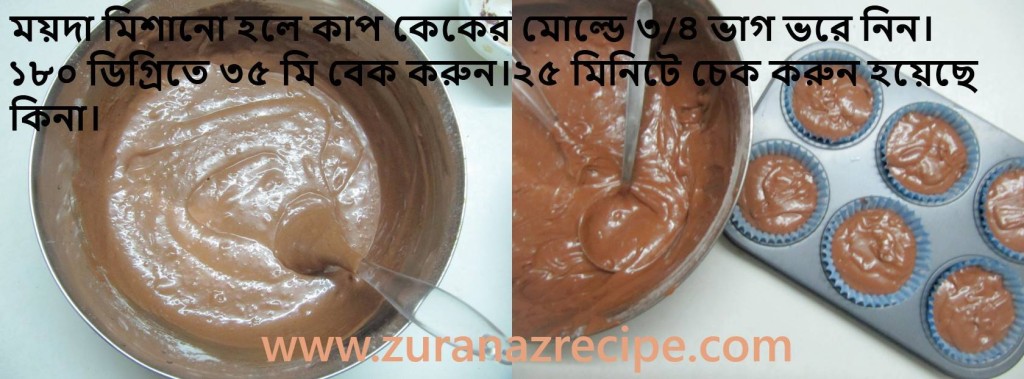 ময়দা মিশানো হলে কাপ কেকের মোল্ডে ৩/৪ ভাগ ভরে নিন।
১৮০ ডিগ্রিতে ৩৫ মি বেক করুন।২৫ মিনিটে চেক করুন হয়েছে
কিনা।
www.zuranazrecipe.com